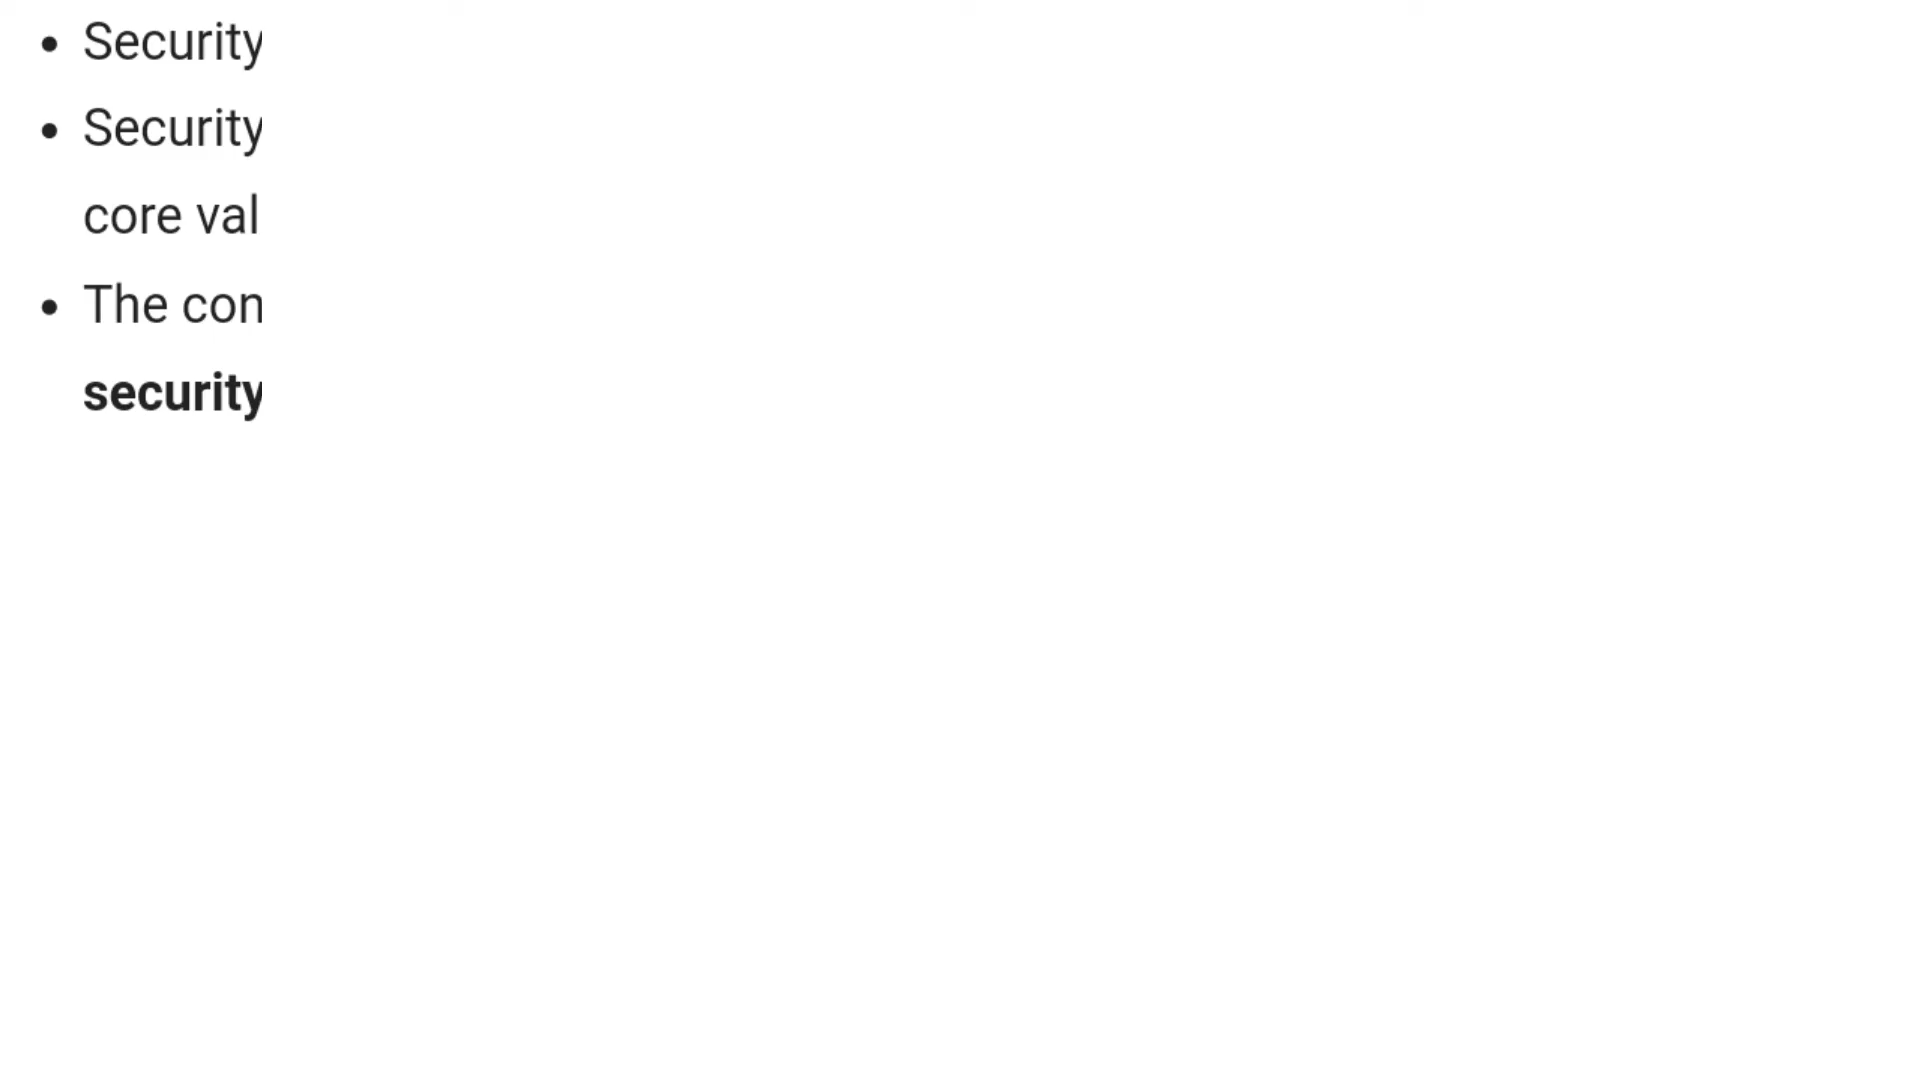 • Security
• Security
core val
• The con
security